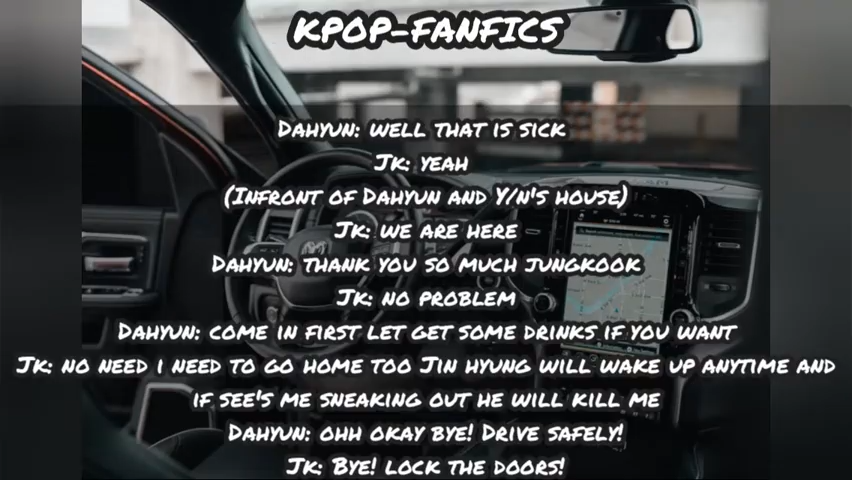 KPOP-FANFICS
DAHYUN: WELL THAT IS SICK
JK: YEAH
(INFRONT OF DAHYUN AND Y/N'S HOUSE)
JK: WE ARE HERE
DAHYUN: THANK YOU SO MUCH JUNGKOOK
JK: NO PROBLEM
DAHYUN: COME IN FIRST LET GET SOME DRINKS IF YOU WANT
JK: NO NEED I NEED TO GO HOME TOO JIN HYUNG WILL WAKE UP ANYTIME AND
IF SEE'S ME SNEAKING OUT HE WILL KILL ME
DAHYUN: OHH OKAY BYE! DRIVE SAFELY!
JK: BYE! LOCK THE DOORS!